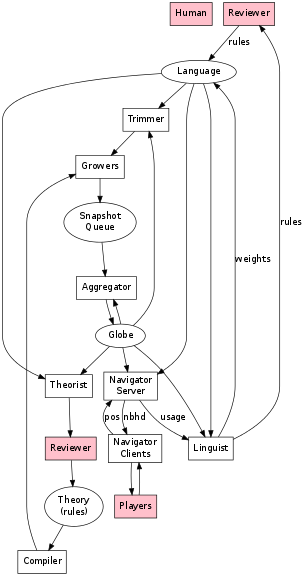 Human
Reviewer
rules
Language
Trimmer
Growers
Snapshot
Queue
Aggregator
weights
rules
Globe
Theorist
Navigator
Server
pos
nbhd
usage
Reviewer
Navigator
Clients
Linguist
Theory
(rules)
Players
Compiler